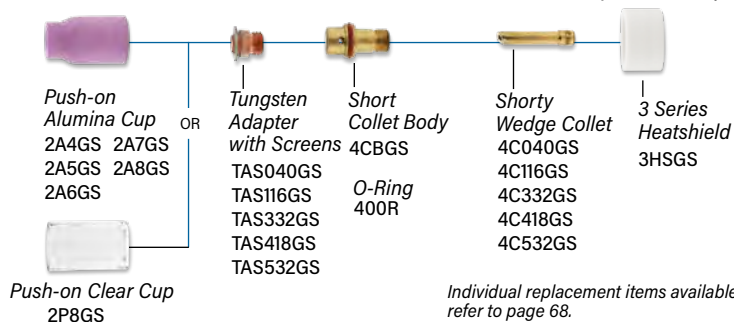 Push-on
Alumina Cup
2A4GS 2A7GS
2A5GS 2A8GS
2A6GS
OR
Push-on Clear Cup
2P8GS
Tungsten
Adapter
with Screens
TAS040GS
TAS116GS
TAS332GS
TAS418GS
TAS532GS
Short
Collet Body
4CBGS
O-Ring
400R
Shorty
Wedge Collet
4C040GS
4C116GS
4C332GS
4C418GS
4C532GS
3 Series
Heatshield
3HSGS
Individual replacement items available
refer to page 68.